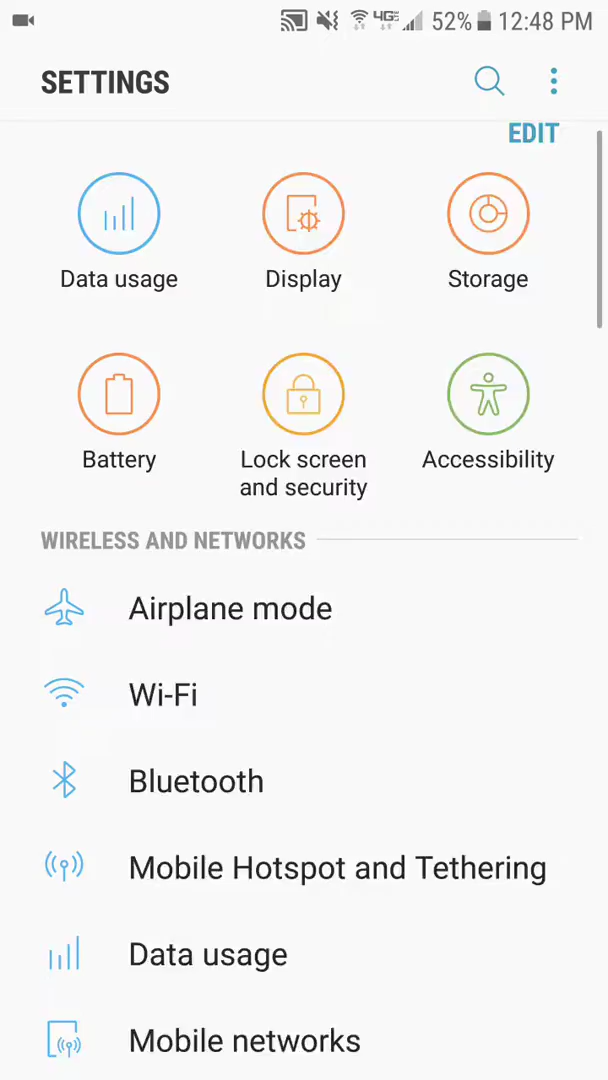 4G 52% 12:48 PM
SETTINGS
EDIT
Data usage
Display
Storage
Battery
Lock screen
and security
Accessibility
WIRELESS AND NETWORKS
Airplane mode
Wi-Fi
Bluetooth
Mobile Hotspot and Tethering
Data usage
Mobile networks